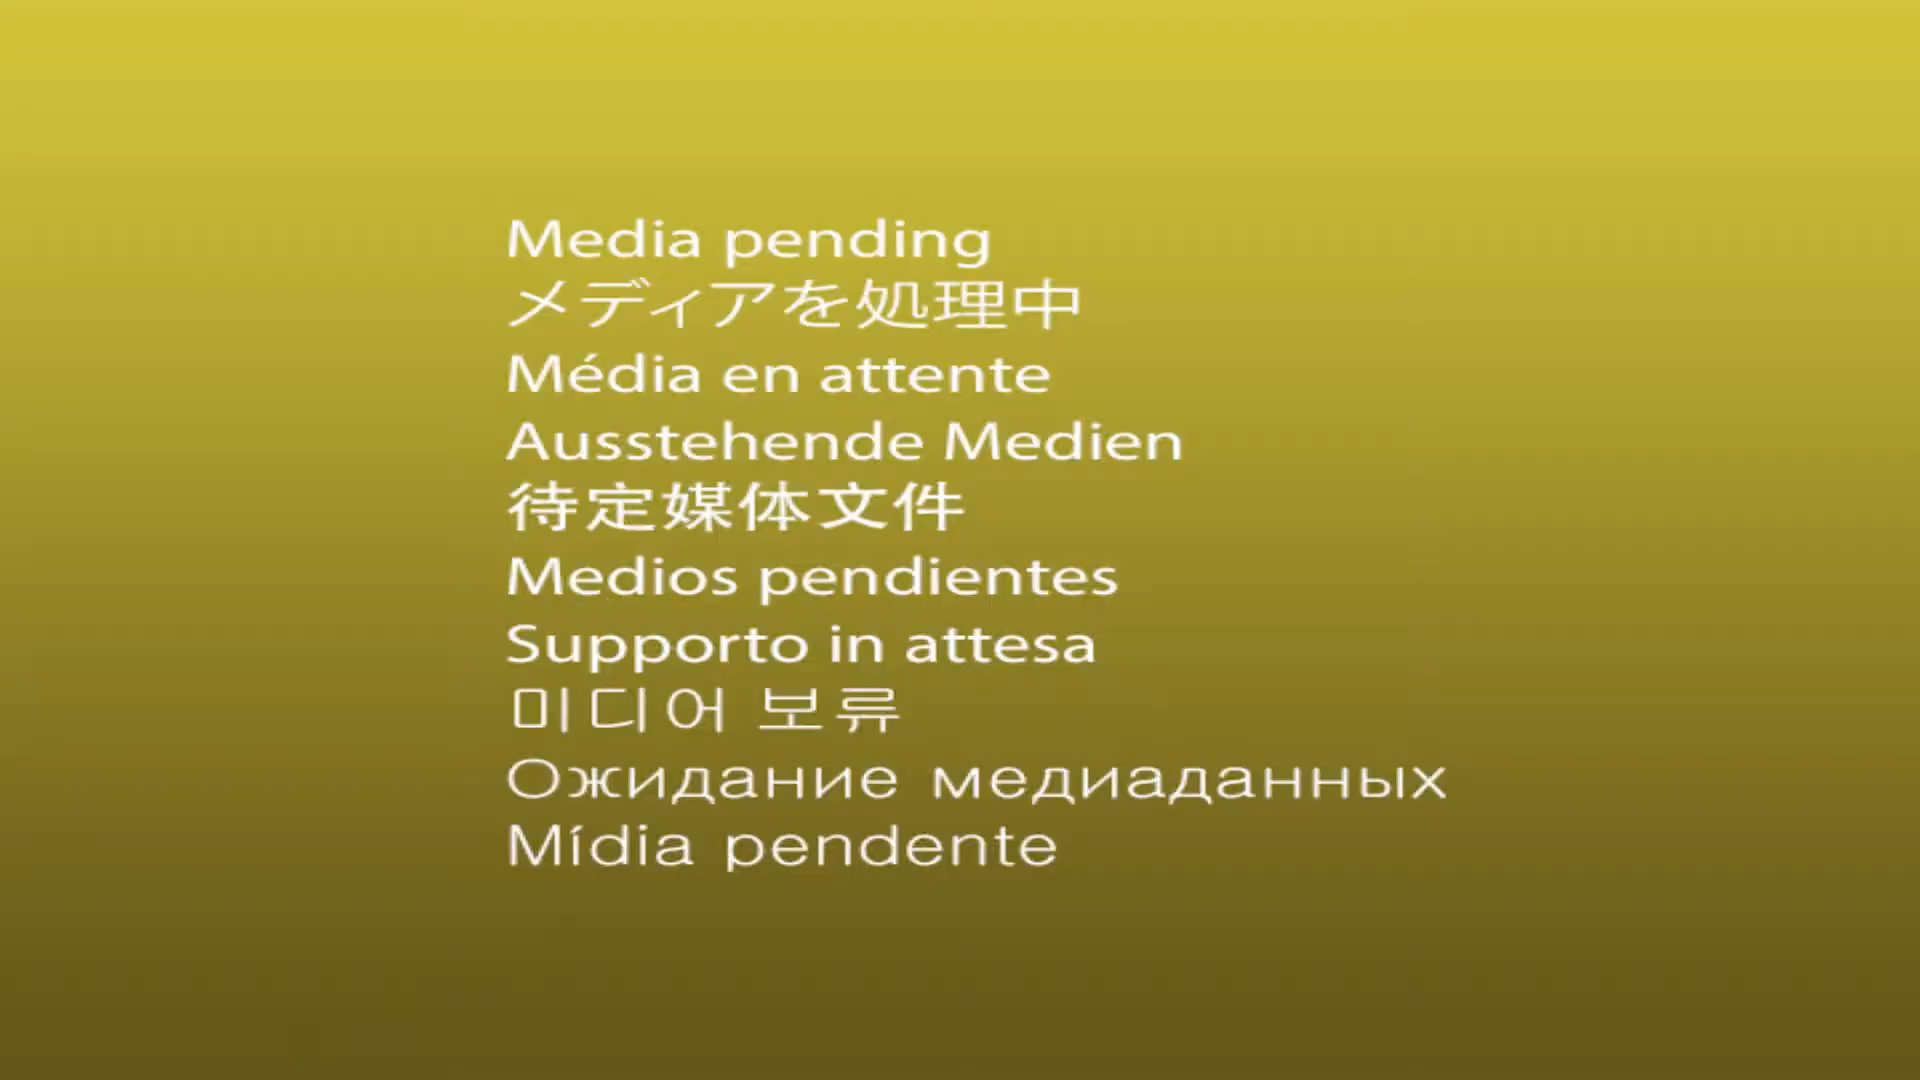 Media pending
メディアを処理中
Média en attente
Ausstehende Medien
待定媒体文件
Medios pendientes
Supporto in attesa
미디어 보류
Ожидание медиаданных
Mídia pendente